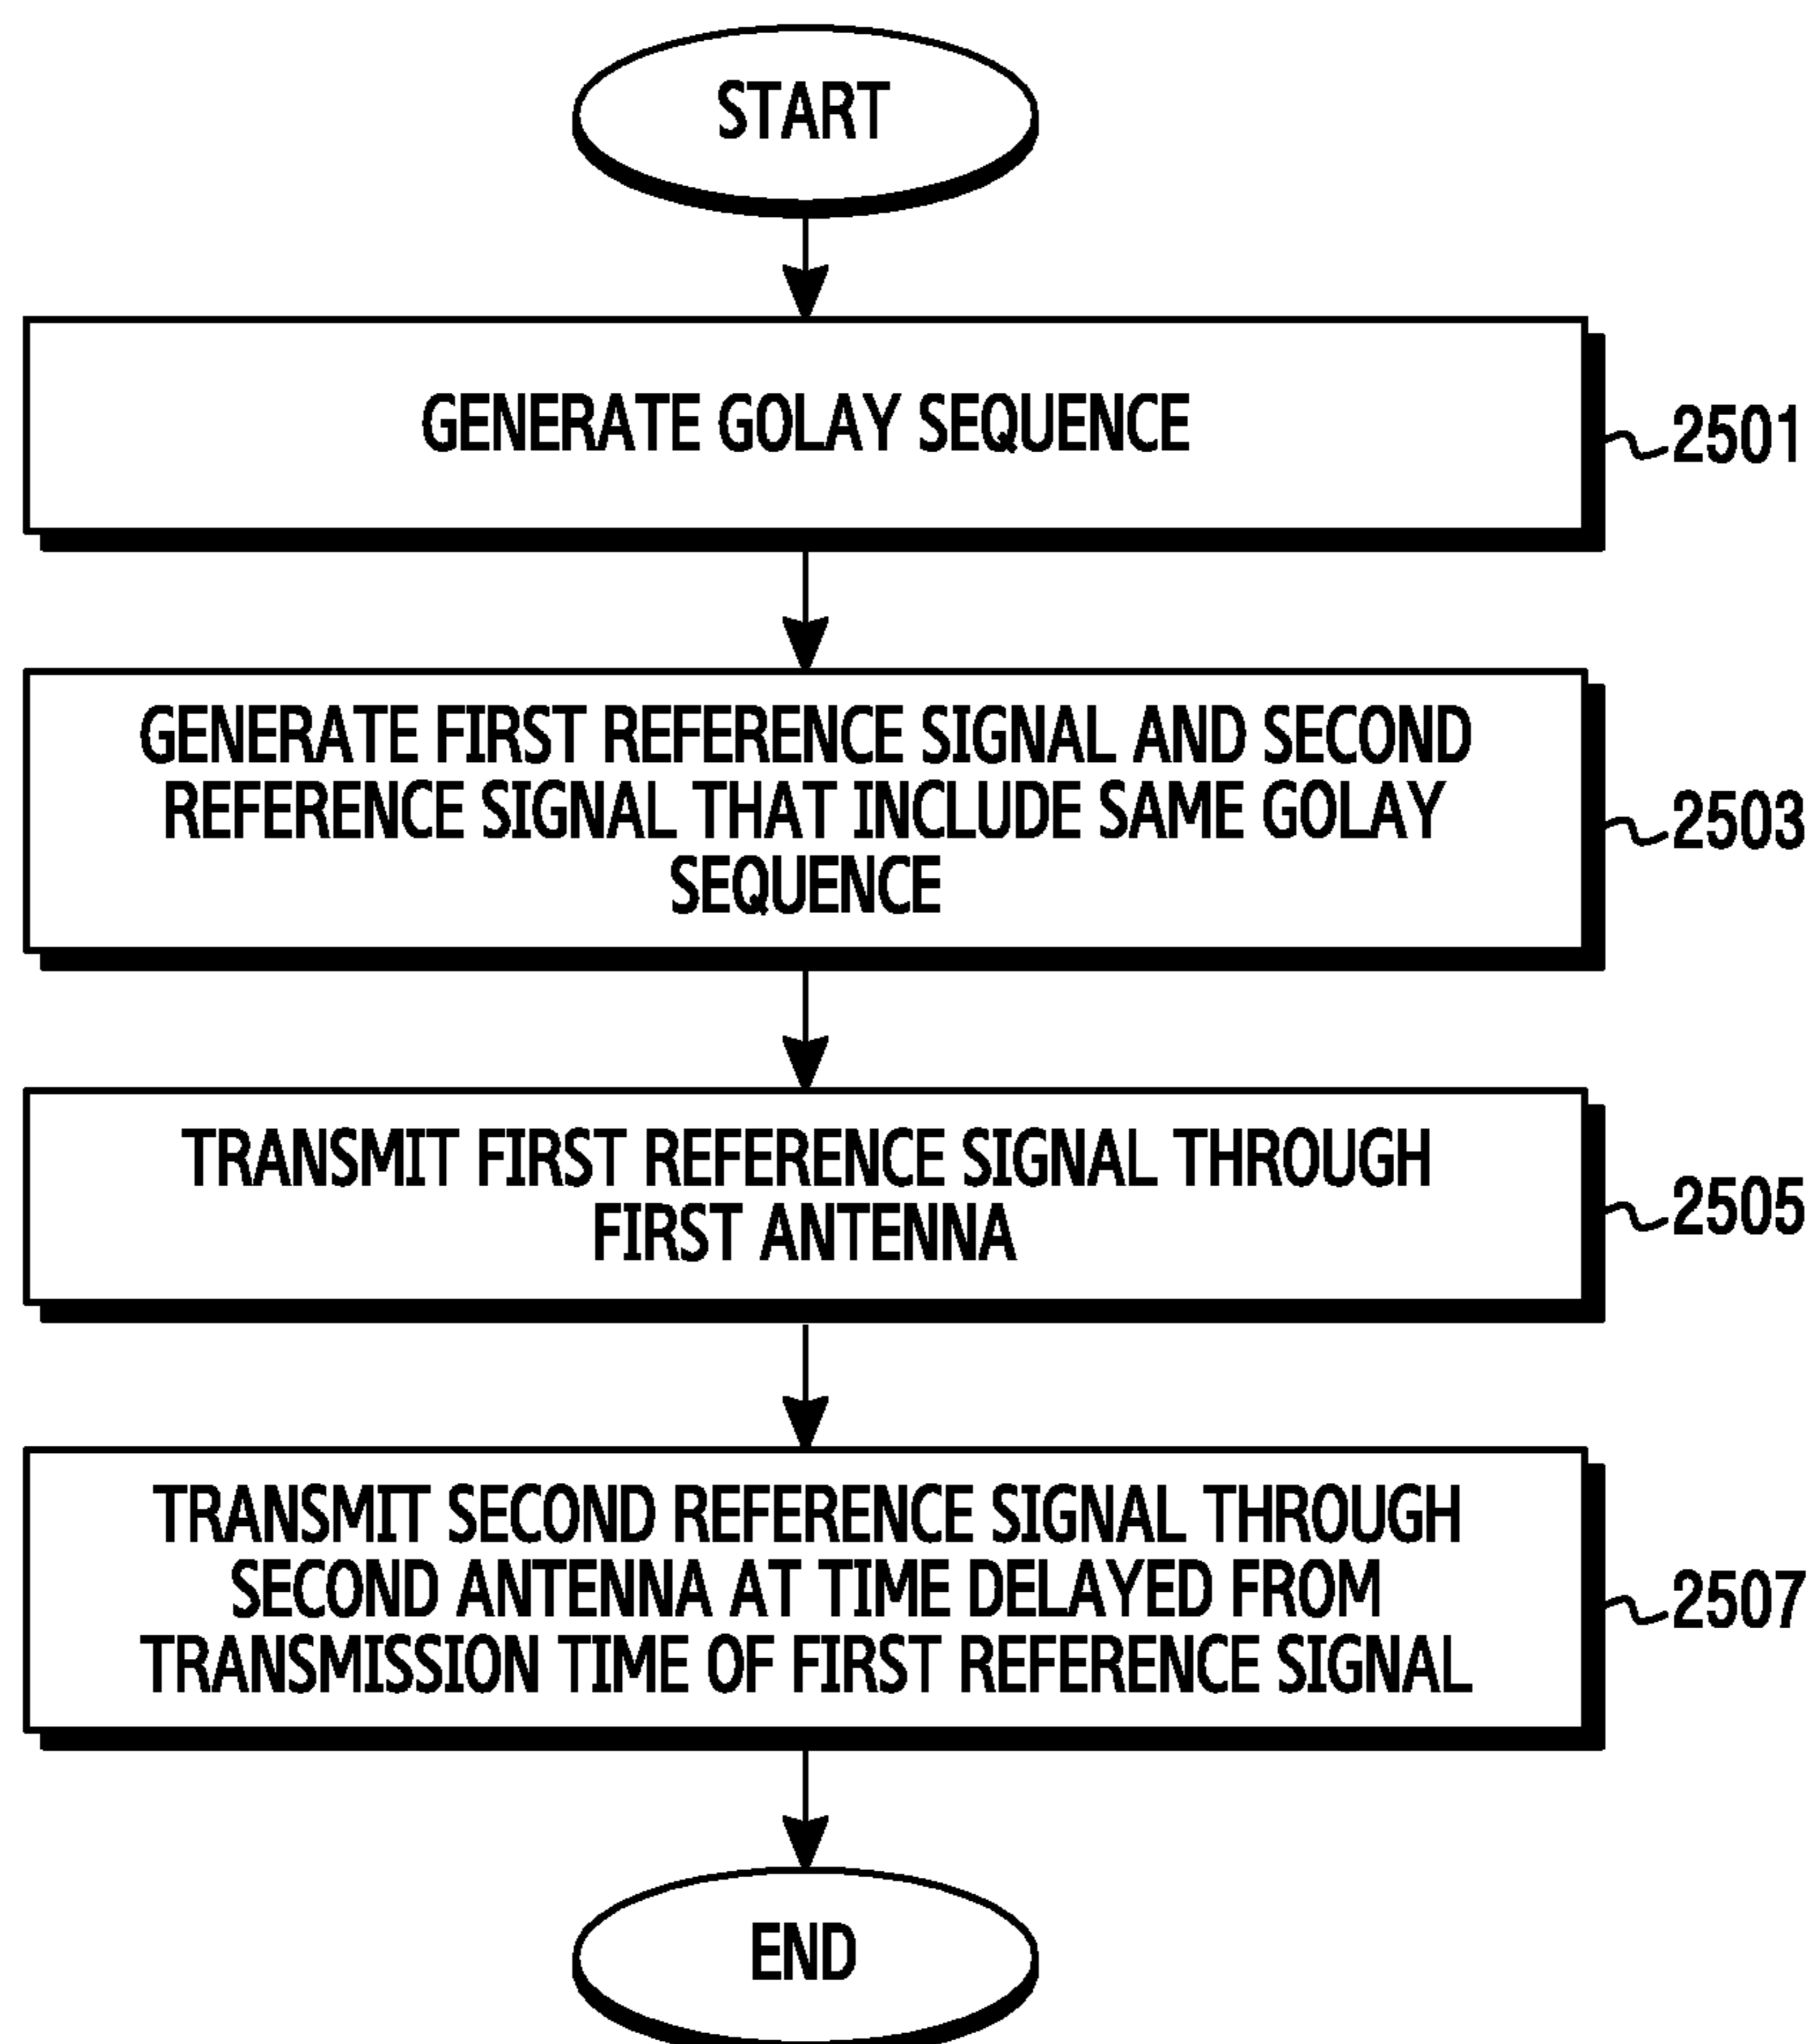 START
GENERATE GOLAY SEQUENCE
2501
GENERATE FIRST REFERENCE SIGNAL AND SECOND
REFERENCE SIGNAL THAT INCLUDE SAME GOLAY
SEQUENCE
2503
TRANSMIT FIRST REFERENCE SIGNAL THROUGH
FIRST ANTENNA
2505
TRANSMIT SECOND REFERENCE SIGNAL THROUGH
SECOND ANTENNA AT TIME DELAYED FROM
TRANSMISSION TIME OF FIRST REFERENCE SIGNAL
2507
END